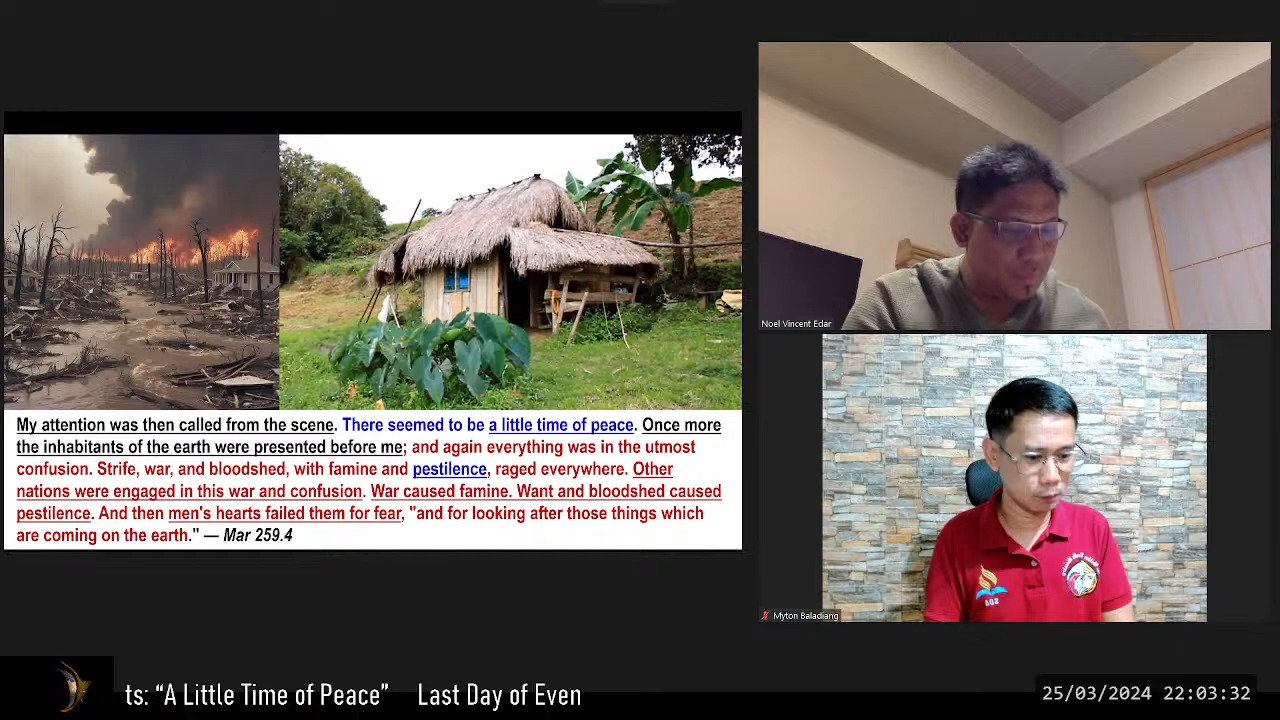 My attention was then called from the scene. There seemed to be a little time of peace. Once more
the inhabitants of the earth were presented before me; and again everything was in the utmost
confusion. Strife, war, and bloodshed, with famine and pestilence, raged everywhere. Other
nations were engaged in this war and confusion. War caused famine. Want and bloodshed caused
pestilence. And then men's hearts failed them for fear, "and for looking after those things which
are coming on the earth." — Mar 259.4
Noel Vincent Edar
Myton Baladiang
ts: “A Little Time of Peace” Last Day of Even
25/03/2024 22:03:32